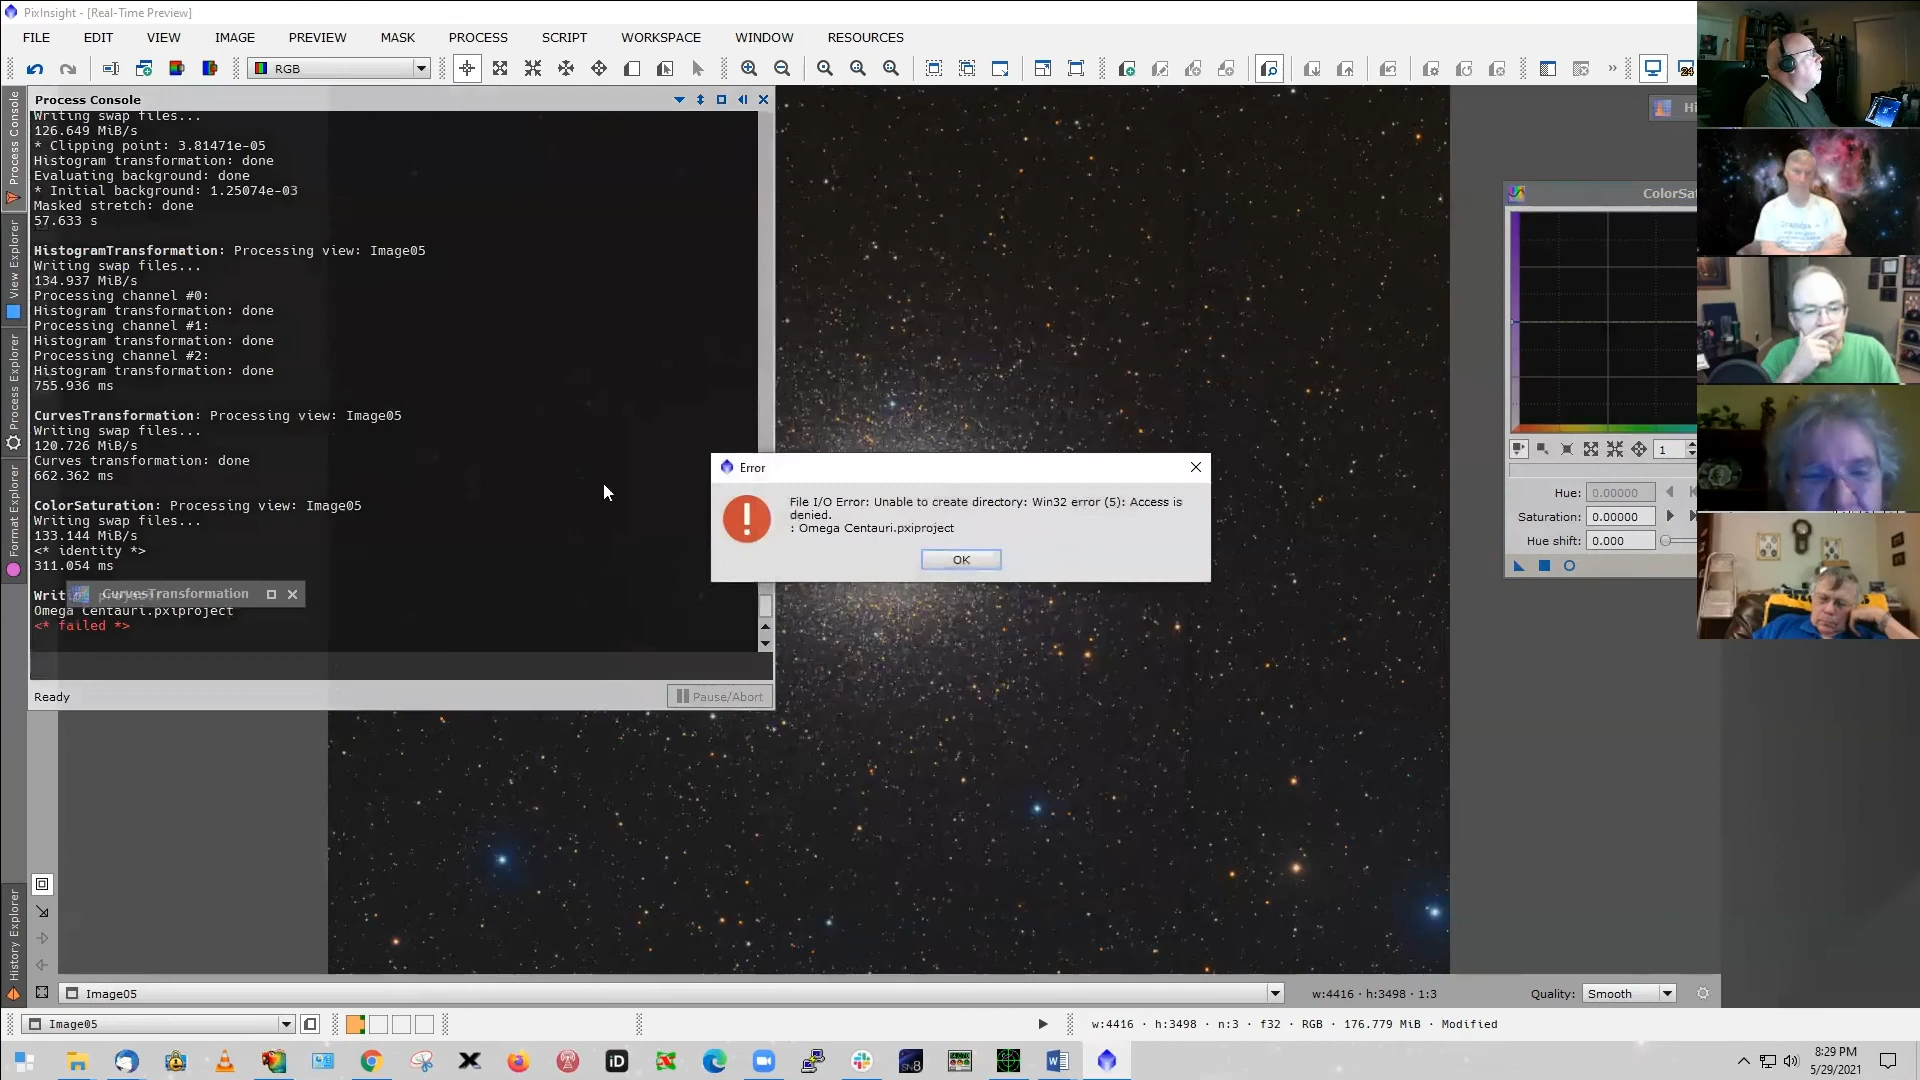 PixInsight - [Real-Time Preview]
FILE EDIT VIEW IMAGE PREVIEW MASK PROCESS SCRIPT WORKSPACE WINDOW RESOURCES
RGB
24
Process Console
Writing swap files...
126.649 MiB/s
* Clipping point: 3.81471e-05
Histogram transformation: done
Evaluating background: done
* Initial background: 1.25074e-03
Masked stretch: done
57.633 s
HistogramTransformation: Processing view: Image05
Writing swap files...
134.937 MiB/s
Processing channel #0:
Histogram transformation: done
Processing channel #1:
Histogram transformation: done
Processing channel #2:
Histogram transformation: done
755.936 ms
CurvesTransformation: Processing view: Image05
Writing swap files...
120.726 MiB/s
Curves transformation: done
662.362 ms
ColorSaturation: Processing view: Image05
Writing swap files...
133.144 MiB/s
<* identity *>
311.054 ms
CurvesTransformation
Omega Centauri.pxiproject
<* failed *>
Ready
Pause/Abort
Process Console
View Explorer
Process Explorer
Format Explorer
History Explorer
Error
File I/O Error: Unable to create directory: Win32 error (5): Access is
denied.
: Omega Centauri.pxiproject
OK
Hi
ColorSa
1
Hue: 0.00000
Saturation: 0.00000
Hue shift: 0.000
Image05
w:4416 · h:3498 · 1:3
Quality: Smooth
Image05
w:4416 · h:3498 · n:3 · f32 · RGB · 176.779 MiB · Modified
iD
8:29 PM
5/29/2021